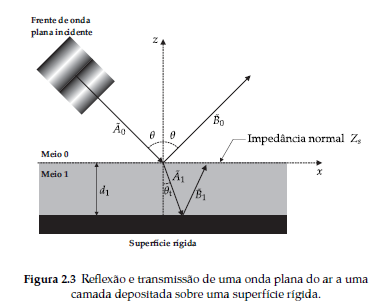 Frente de onda
plana incidente
z
Ã₀
θ
θ
B̃₀
Impedância normal Zs
Meio 0
Meio 1
x
d₁
θt
Ã₁
B̃₁
Superfície rígida
Figura 2.3 Reflexão e transmissão de uma onda plana do ar a uma
camada depositada sobre uma superfície rígida.